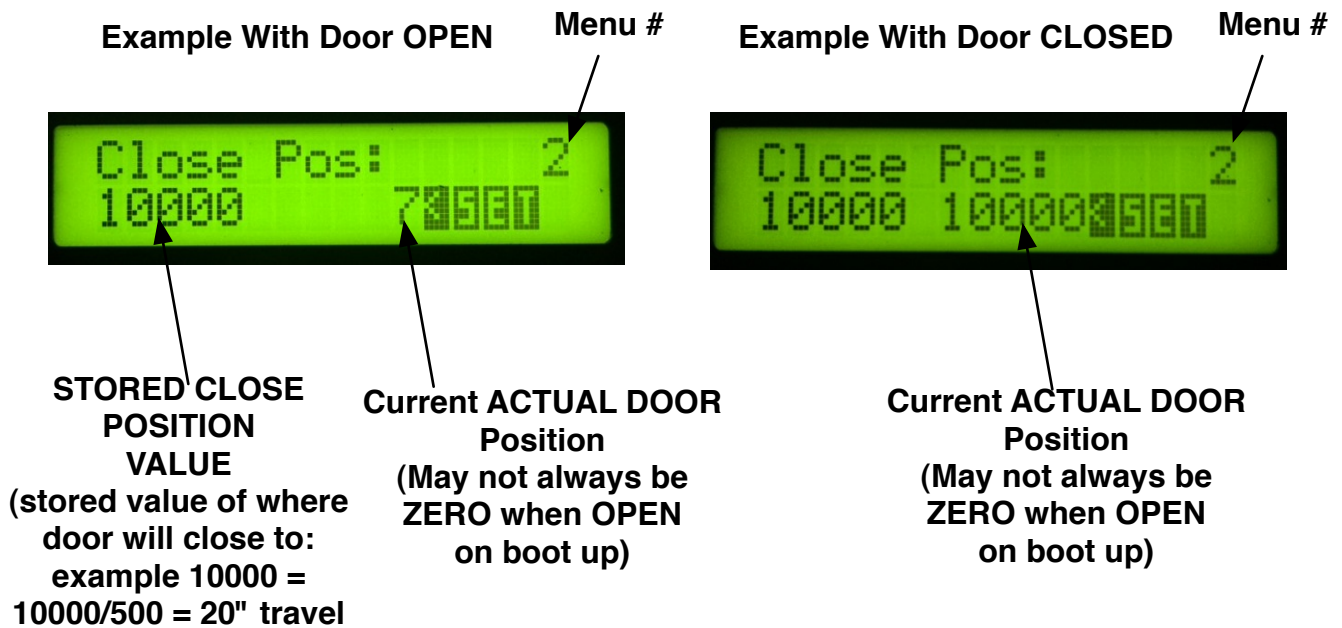 Example With Door OPEN
Menu #
Close Pos: 2
10000 7<SET
STORED CLOSE
POSITION
VALUE
(stored value of where
door will close to:
example 10000 =
10000/500 = 20" travel
Current ACTUAL DOOR
Position
(May not always be
ZERO when OPEN
on boot up)
Example With Door CLOSED
Menu #
Close Pos: 2
10000 10000<SET
Current ACTUAL DOOR
Position
(May not always be
ZERO when OPEN
on boot up)